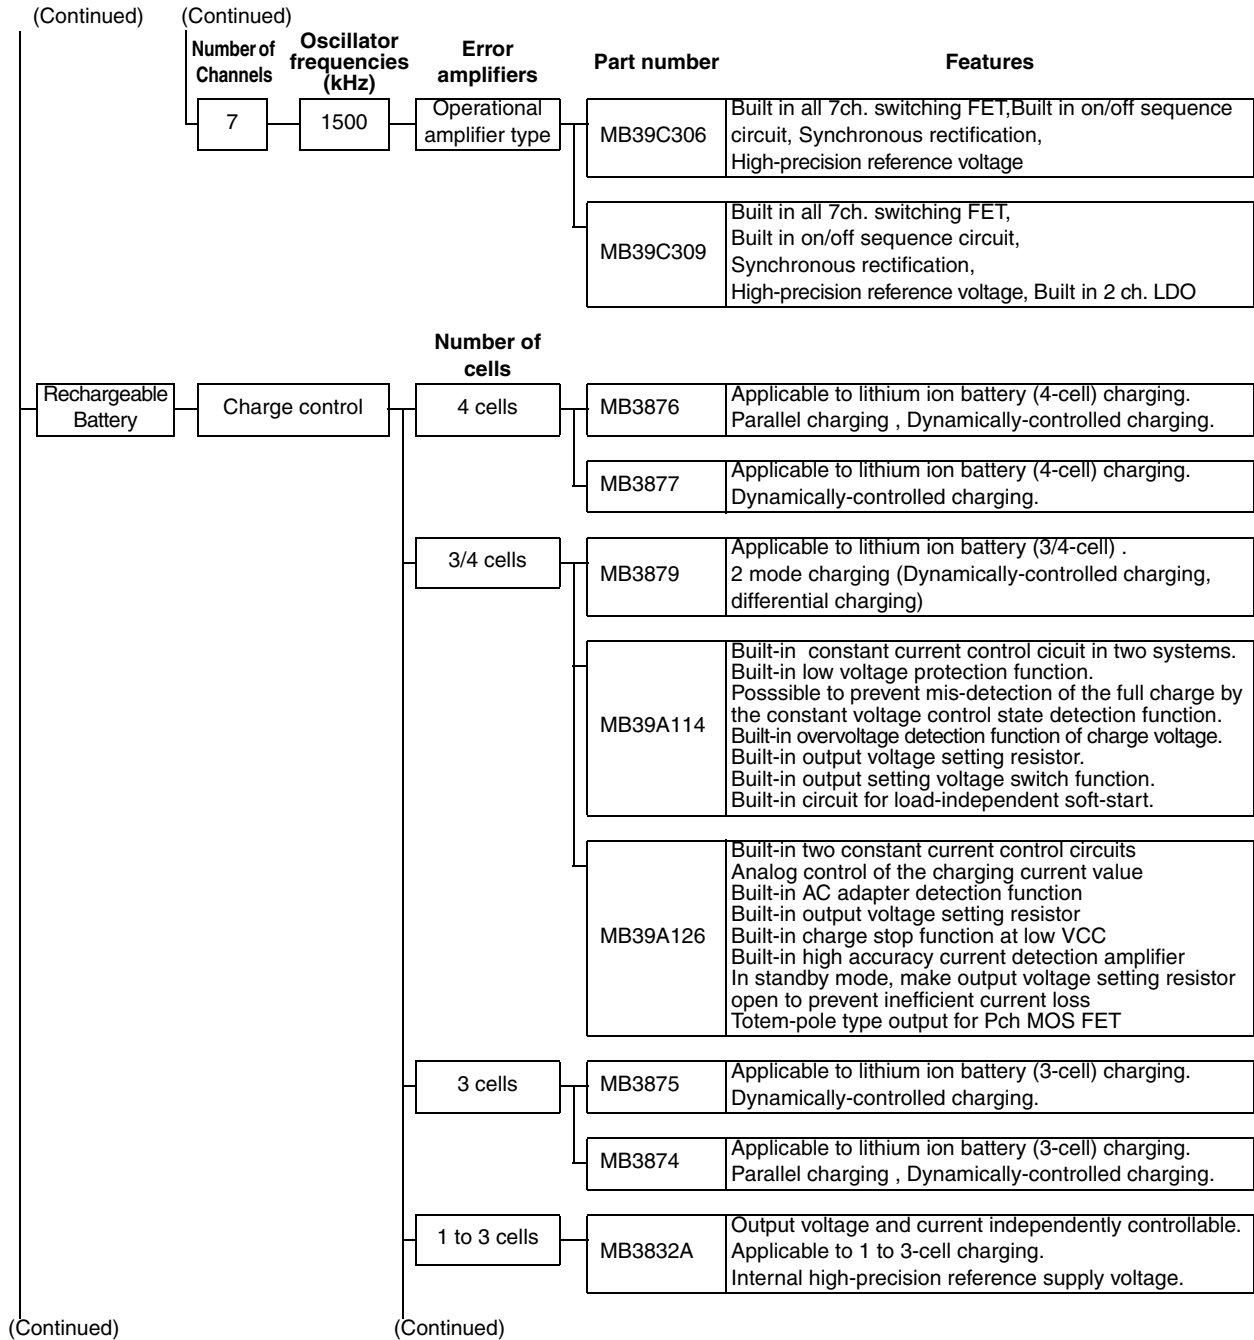 (Continued) (Continued)
Number of Channels
Oscillator frequencies (kHz)
Error amplifiers
Part number
Features
7
1500
Operational amplifier type
MB39C306
Built in all 7ch. switching FET,Built in on/off sequence
circuit, Synchronous rectification,
High-precision reference voltage
MB39C309
Built in all 7ch. switching FET,
Built in on/off sequence circuit,
Synchronous rectification,
High-precision reference voltage, Built in 2 ch. LDO
Number of
cells
Rechargeable
Battery
Charge control
4 cells
MB3876
Applicable to lithium ion battery (4-cell) charging.
Parallel charging , Dynamically-controlled charging.
MB3877
Applicable to lithium ion battery (4-cell) charging.
Dynamically-controlled charging.
3/4 cells
MB3879
Applicable to lithium ion battery (3/4-cell) .
2 mode charging (Dynamically-controlled charging,
differential charging)
MB39A114
Built-in constant current control cicuit in two systems.
Built-in low voltage protection function.
Posssible to prevent mis-detection of the full charge by
the constant voltage control state detection function.
Built-in overvoltage detection function of charge voltage.
Built-in output voltage setting resistor.
Built-in output setting voltage switch function.
Built-in circuit for load-independent soft-start.
MB39A126
Built-in two constant current control circuits
Analog control of the charging current value
Built-in AC adapter detection function
Built-in output voltage setting resistor
Built-in charge stop function at low VCC
Built-in high accuracy current detection amplifier
In standby mode, make output voltage setting resistor
open to prevent inefficient current loss
Totem-pole type output for Pch MOS FET
3 cells
MB3875
Applicable to lithium ion battery (3-cell) charging.
Dynamically-controlled charging.
MB3874
Applicable to lithium ion battery (3-cell) charging.
Parallel charging , Dynamically-controlled charging.
1 to 3 cells
MB3832A
Output voltage and current independently controllable.
Applicable to 1 to 3-cell charging.
Internal high-precision reference supply voltage.
(Continued) (Continued)